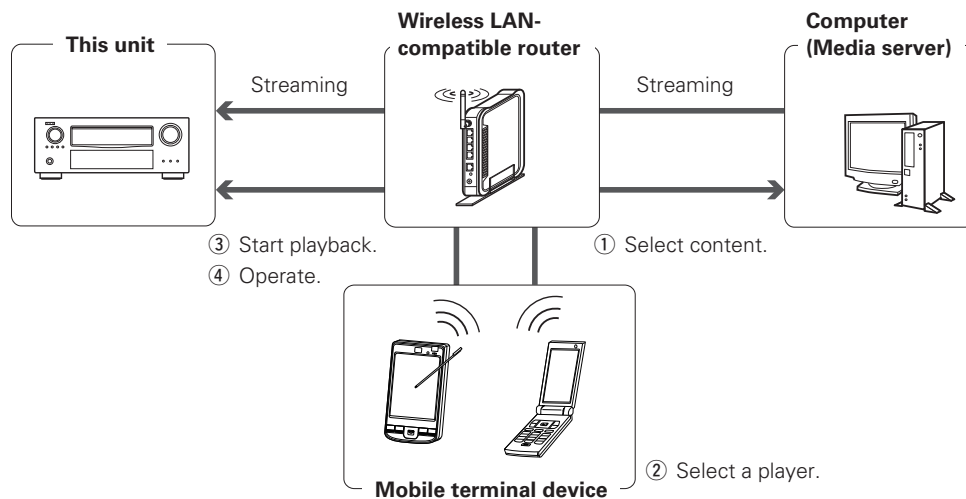 This unit
Wireless LAN-
compatible router
Computer
(Media server)
Streaming
Streaming
③ Start playback.
④ Operate.
① Select content.
② Select a player.
Mobile terminal device